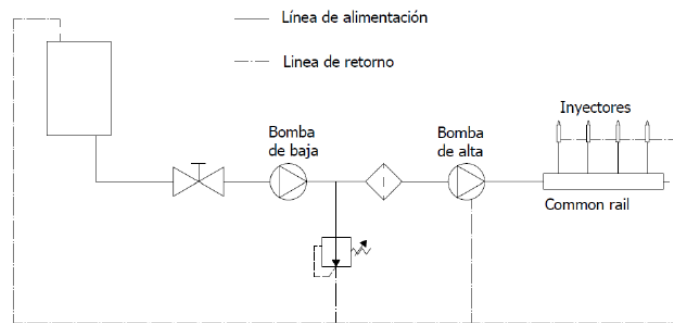 Línea de alimentación
Linea de retorno
Inyectores
Bomba
de baja
Bomba
de alta
Common rail